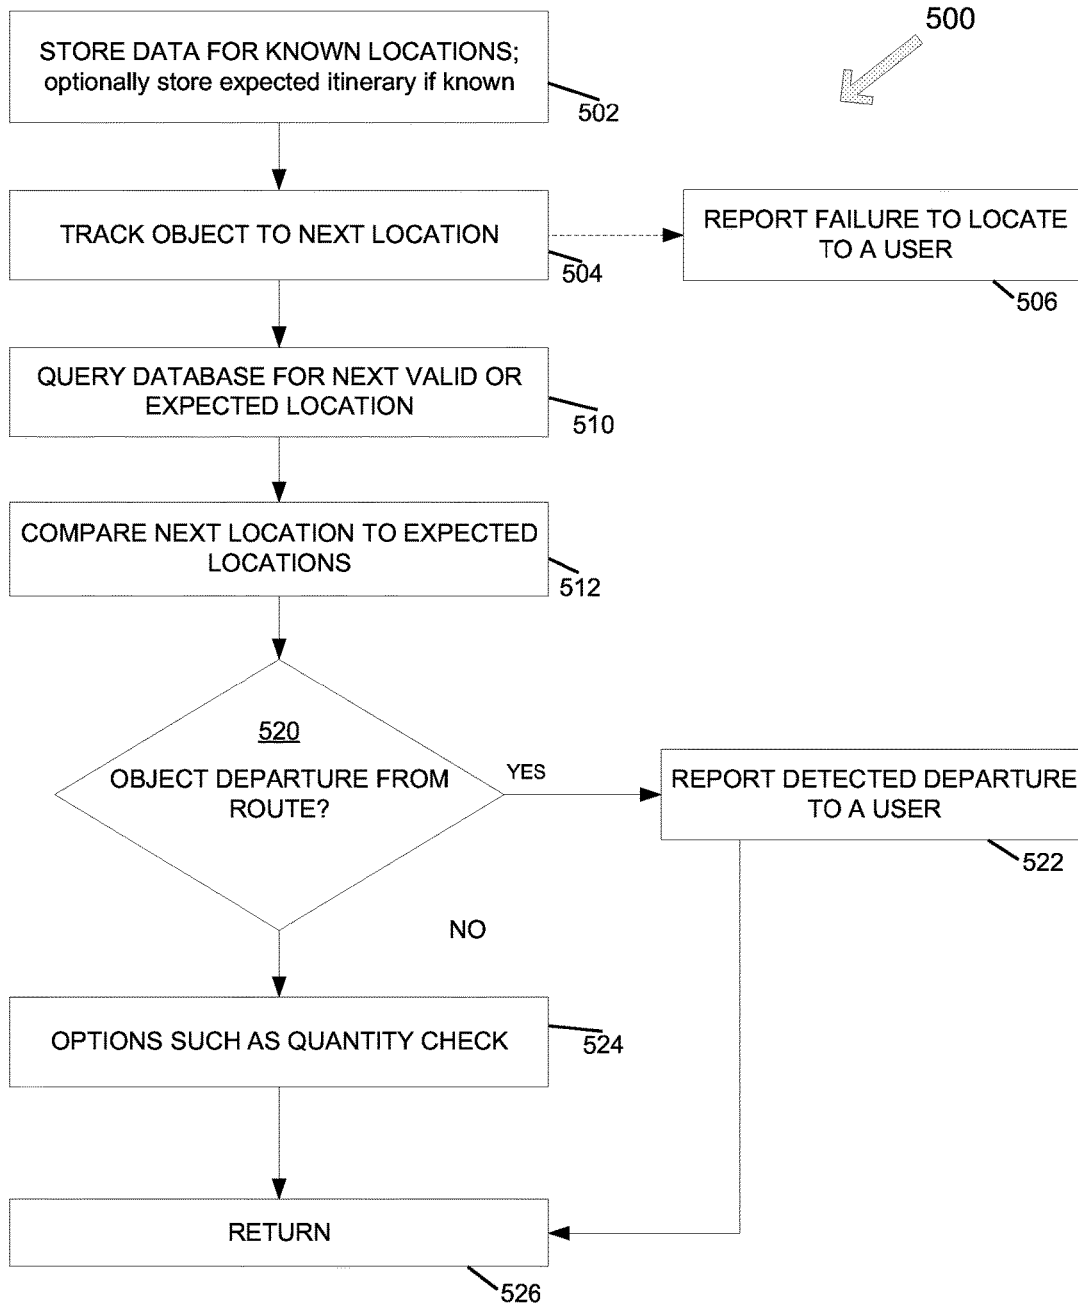 500
STORE DATA FOR KNOWN LOCATIONS;
optionally store expected itinerary if known
502
TRACK OBJECT TO NEXT LOCATION
504
REPORT FAILURE TO LOCATE
TO A USER
506
QUERY DATABASE FOR NEXT VALID OR
EXPECTED LOCATION
510
COMPARE NEXT LOCATION TO EXPECTED
LOCATIONS
512
520
OBJECT DEPARTURE FROM
ROUTE?
YES
REPORT DETECTED DEPARTURE
TO A USER
522
NO
OPTIONS SUCH AS QUANTITY CHECK
524
RETURN
526